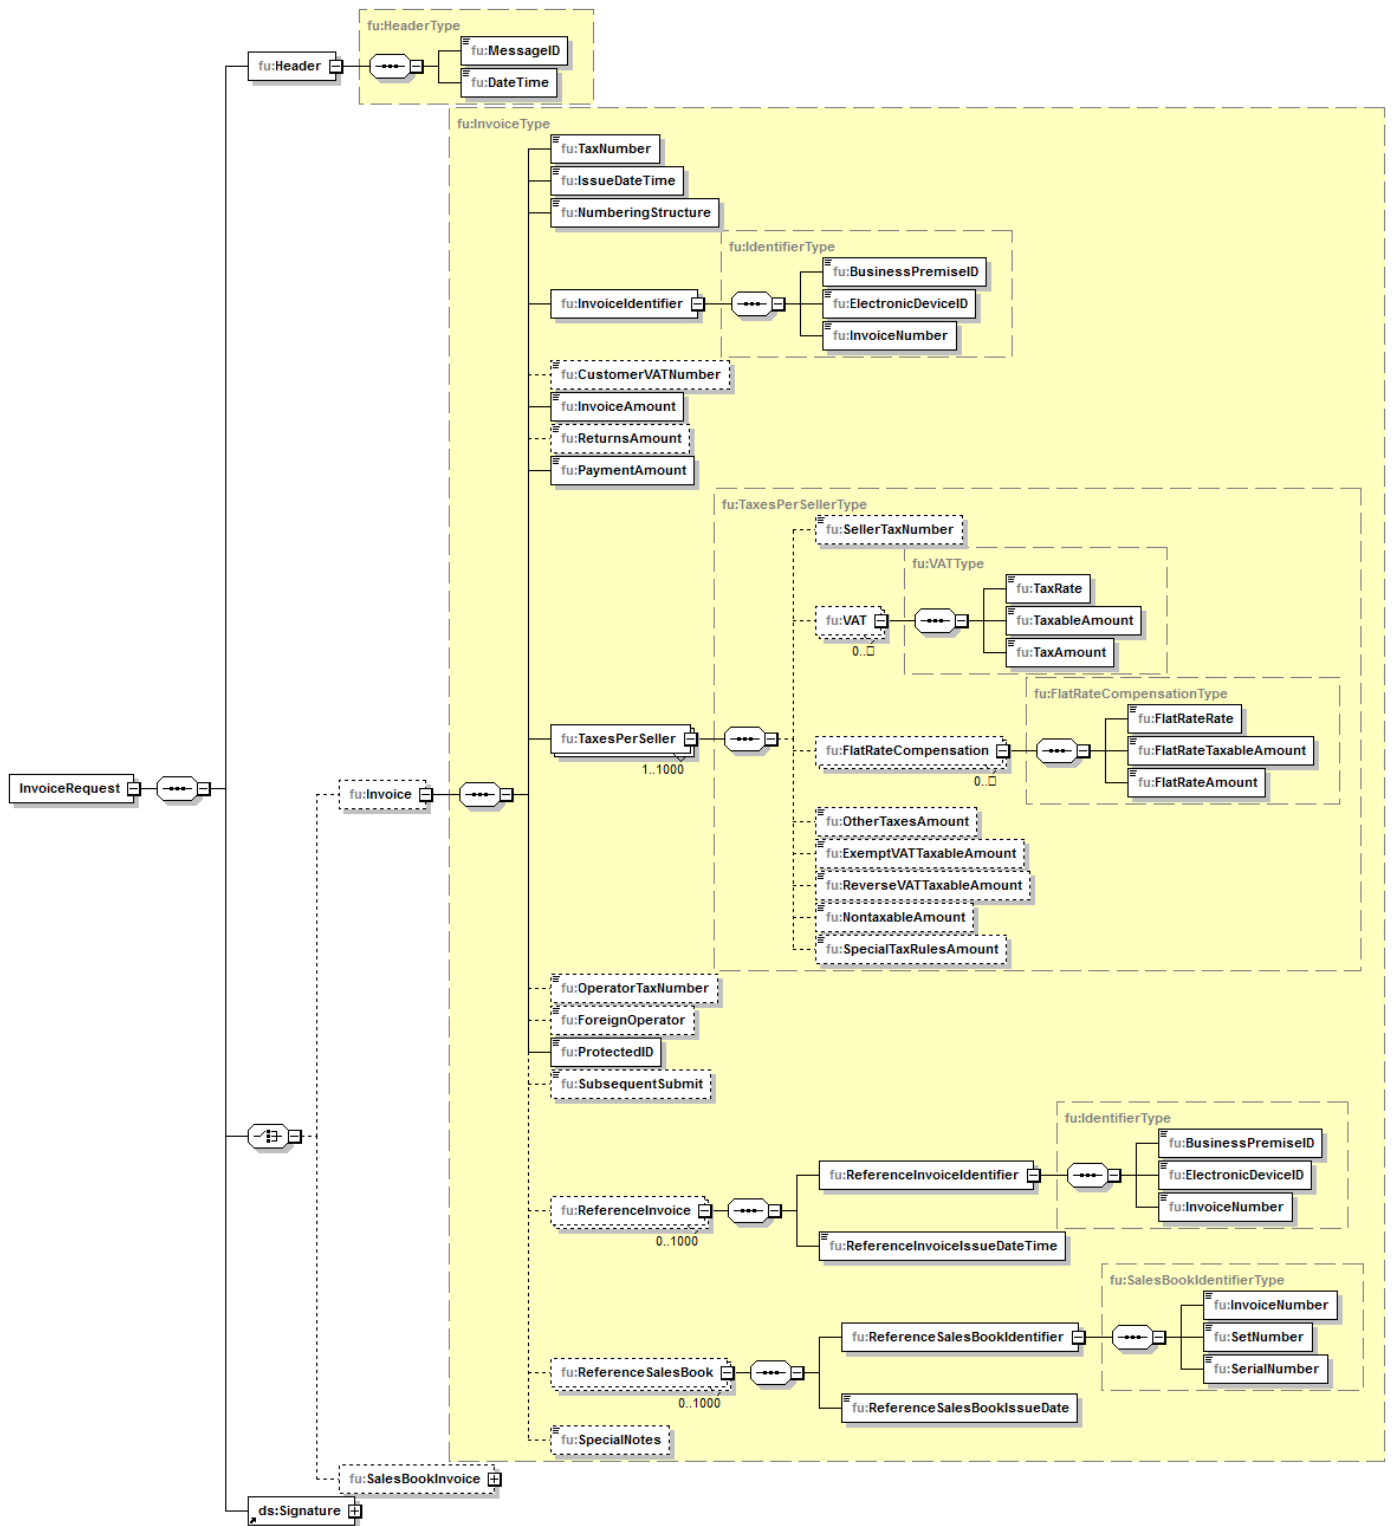 fu:HeaderType
fu:Header
fu:MessageID
fu:DateTime
fu:InvoiceType
fu:TaxNumber
fu:IssueDateTime
fu:NumberingStructure
fu:IdentifierType
fu:InvoiceIdentifier
fu:BusinessPremiseID
fu:ElectronicDeviceID
fu:InvoiceNumber
fu:CustomerVATNumber
fu:InvoiceAmount
fu:ReturnsAmount
fu:PaymentAmount
fu:TaxesPerSellerType
fu:SellerTaxNumber
fu:VATType
fu:VAT
0..□
fu:TaxRate
fu:TaxableAmount
fu:TaxAmount
fu:FlatRateCompensationType
fu:TaxesPerSeller
1..1000
fu:FlatRateCompensation
0..□
fu:FlatRateRate
fu:FlatRateTaxableAmount
fu:FlatRateAmount
InvoiceRequest
fu:Invoice
fu:OtherTaxesAmount
fu:ExemptVATTaxableAmount
fu:ReverseVATTaxableAmount
fu:NontaxableAmount
fu:SpecialTaxRulesAmount
fu:OperatorTaxNumber
fu:ForeignOperator
fu:ProtectedID
fu:SubsequentSubmit
fu:IdentifierType
fu:ReferenceInvoice
0..1000
fu:ReferenceInvoiceIdentifier
fu:BusinessPremiseID
fu:ElectronicDeviceID
fu:InvoiceNumber
fu:ReferenceInvoiceIssueDateTime
fu:SalesBookIdentifierType
fu:ReferenceSalesBook
0..1000
fu:ReferenceSalesBookIdentifier
fu:InvoiceNumber
fu:SetNumber
fu:SerialNumber
fu:ReferenceSalesBookIssueDate
fu:SpecialNotes
fu:SalesBookInvoice
ds:Signature